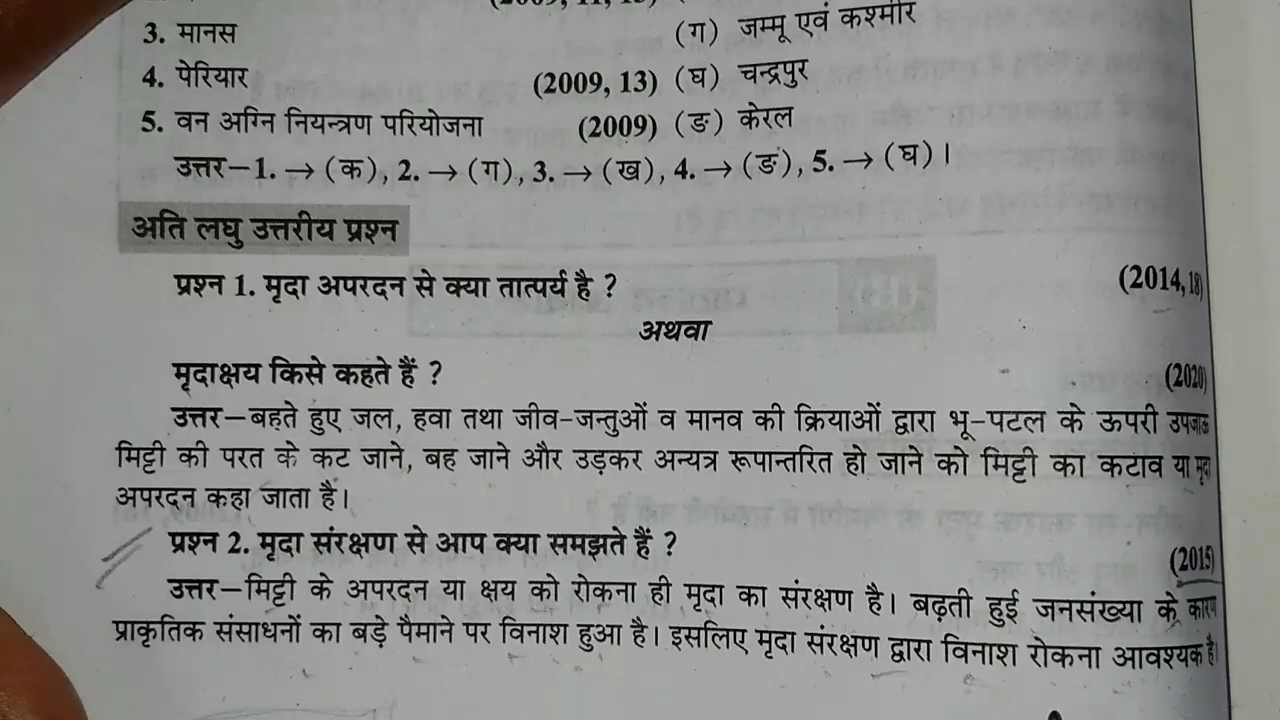 (2009, 11, 13)
3. मानस (ग) जम्मू एवं कश्मीर
4. पेरियार (2009, 13) (घ) चन्द्रपुर
5. वन अग्नि नियन्त्रण परियोजना (2009) (ङ) केरल
उत्तर–1. → (क), 2. → (ग), 3. → (ख), 4. → (ङ), 5. → (घ) ।
अति लघु उत्तरीय प्रश्न
प्रश्न 1. मृदा अपरदन से क्या तात्पर्य है ? (2014, 18)
अथवा
मृदाक्षय किसे कहते हैं ? (2020)
उत्तर–बहते हुए जल, हवा तथा जीव-जन्तुओं व मानव की क्रियाओं द्वारा भू-पटल के ऊपरी उपजाऊ
मिट्टी की परत के कट जाने, बह जाने और उड़कर अन्यत्र रूपान्तरित हो जाने को मिट्टी का कटाव या मृदा
अपरदन कहा जाता है।
प्रश्न 2. मृदा संरक्षण से आप क्या समझते हैं ? (2015)
उत्तर–मिट्टी के अपरदन या क्षय को रोकना ही मृदा का संरक्षण है। बढ़ती हुई जनसंख्या के कारण
प्राकृतिक संसाधनों का बड़े पैमाने पर विनाश हुआ है। इसलिए मृदा संरक्षण द्वारा विनाश रोकना आवश्यक है।